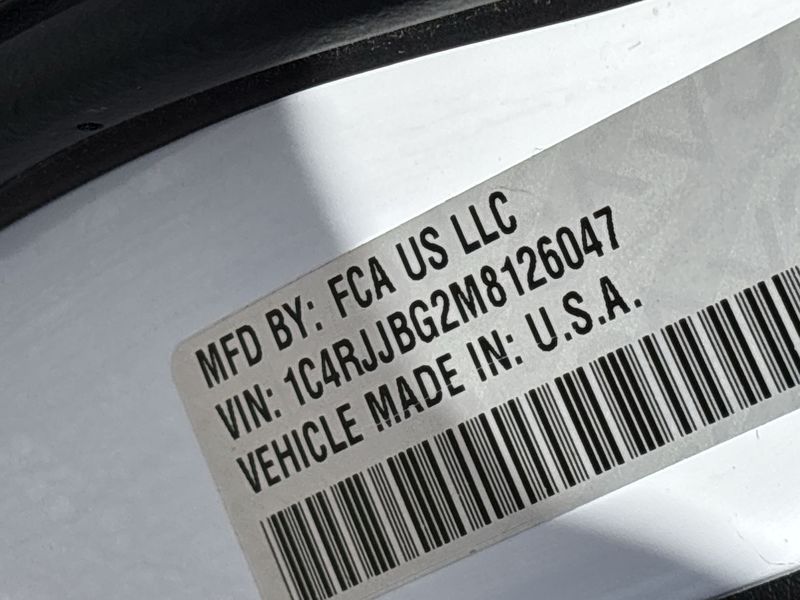 MFD BY: FCA US LLC
VIN: 1C4RJJBG2M8126047
VEHICLE MADE IN: U.S.A.